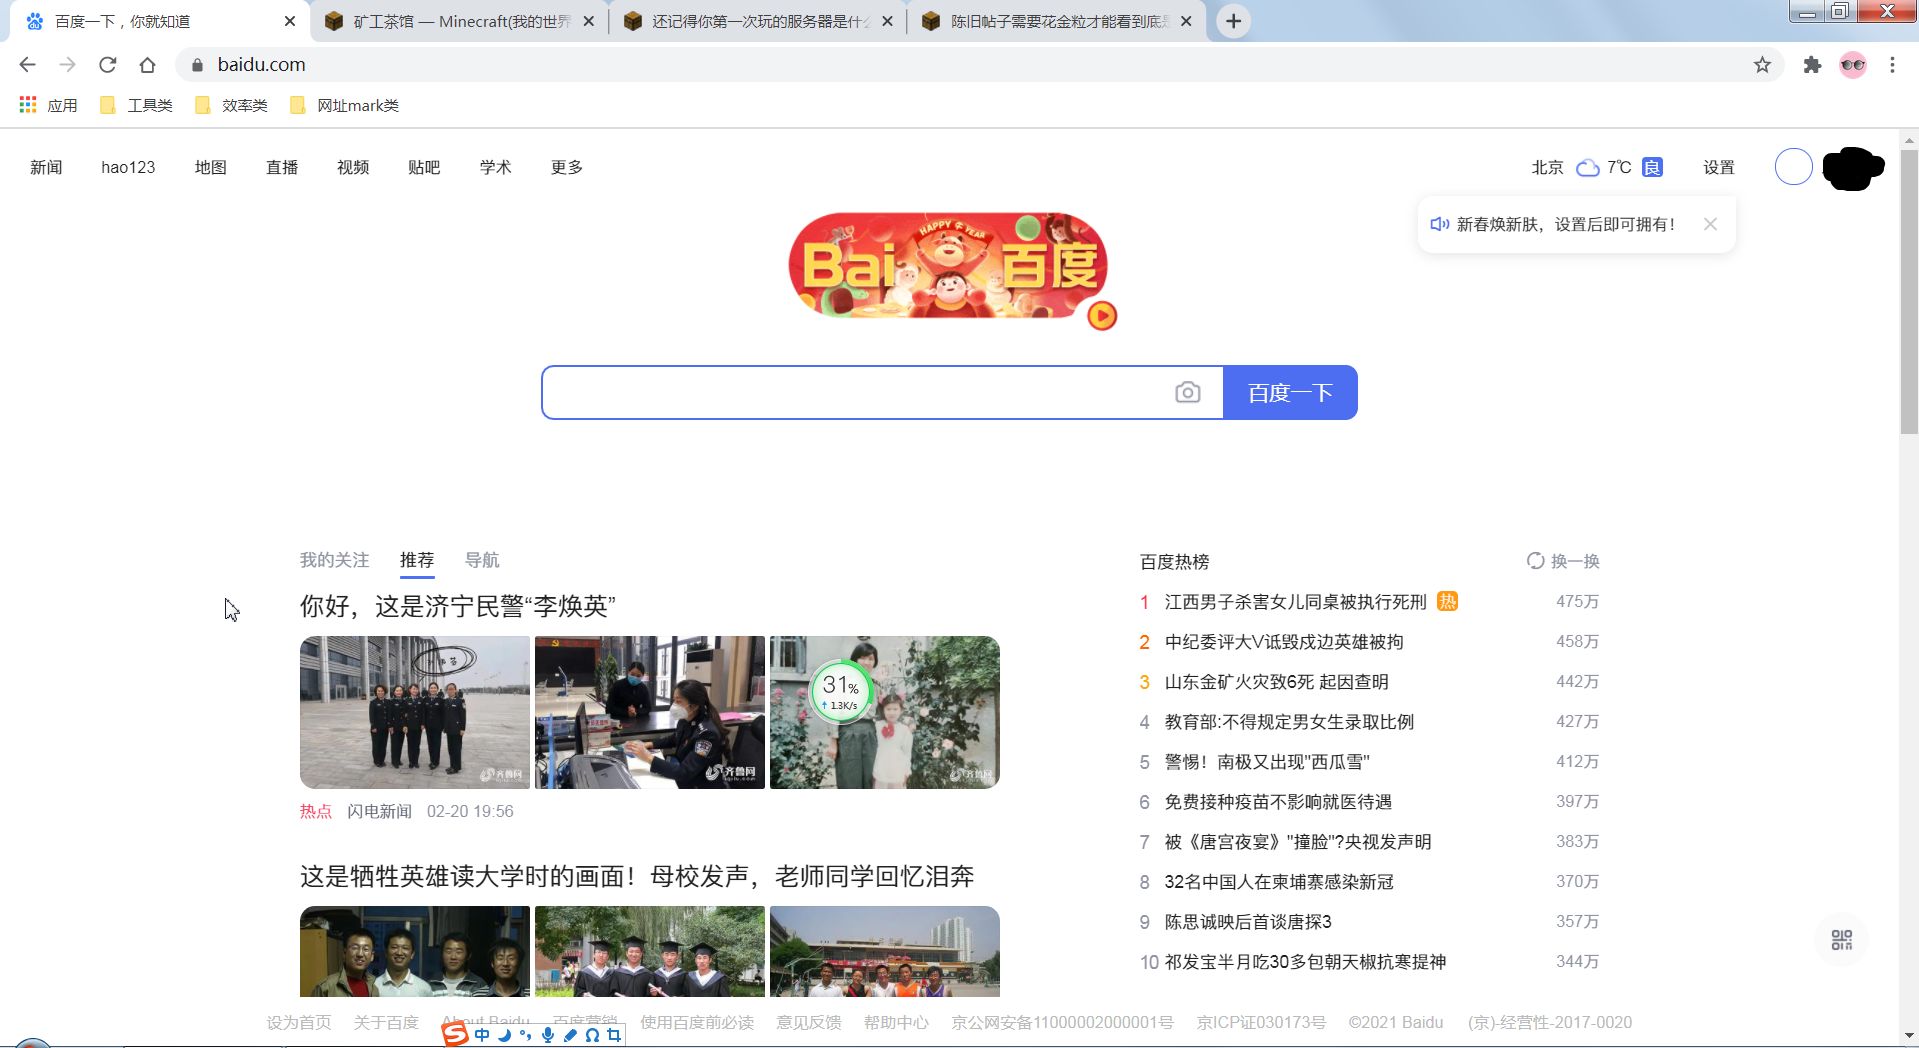 百度一下，你就知道
矿工茶馆 — Minecraft(我的世界
还记得你第一次玩的服务器是什么
陈旧帖子需要花金粒才能看到底是
baidu.com
应用 工具类 效率类 网址mark类
新闻 hao123 地图 直播 视频 贴吧 学术 更多
北京 7℃ 良 设置
新春焕新肤，设置后即可拥有！
HAPPY 牛 YEAR
Bai 百度
百度一下
我的关注 推荐 导航
你好，这是济宁民警“李焕英”
31%
1.3K/s
齐鲁网
齐鲁网
齐鲁网
热点 闪电新闻 02-20 19:56
这是牺牲英雄读大学时的画面！母校发声，老师同学回忆泪奔
百度热榜 换一换
1 江西男子杀害女儿同桌被执行死刑 热 475万
2 中纪委评大V诋毁戍边英雄被拘 458万
3 山东金矿火灾致6死 起因查明 442万
4 教育部:不得规定男女生录取比例 427万
5 警惕！南极又出现"西瓜雪" 412万
6 免费接种疫苗不影响就医待遇 397万
7 被《唐宫夜宴》"撞脸"?央视发声明 383万
8 32名中国人在柬埔寨感染新冠 370万
9 陈思诚映后首谈唐探3 357万
10 祁发宝半月吃30多包朝天椒抗寒提神 344万
设为首页 关于百度 About Baidu 百度营销 使用百度前必读 意见反馈 帮助中心 京公网安备11000002000001号 京ICP证030173号 ©2021 Baidu (京)-经营性-2017-0020
S 中